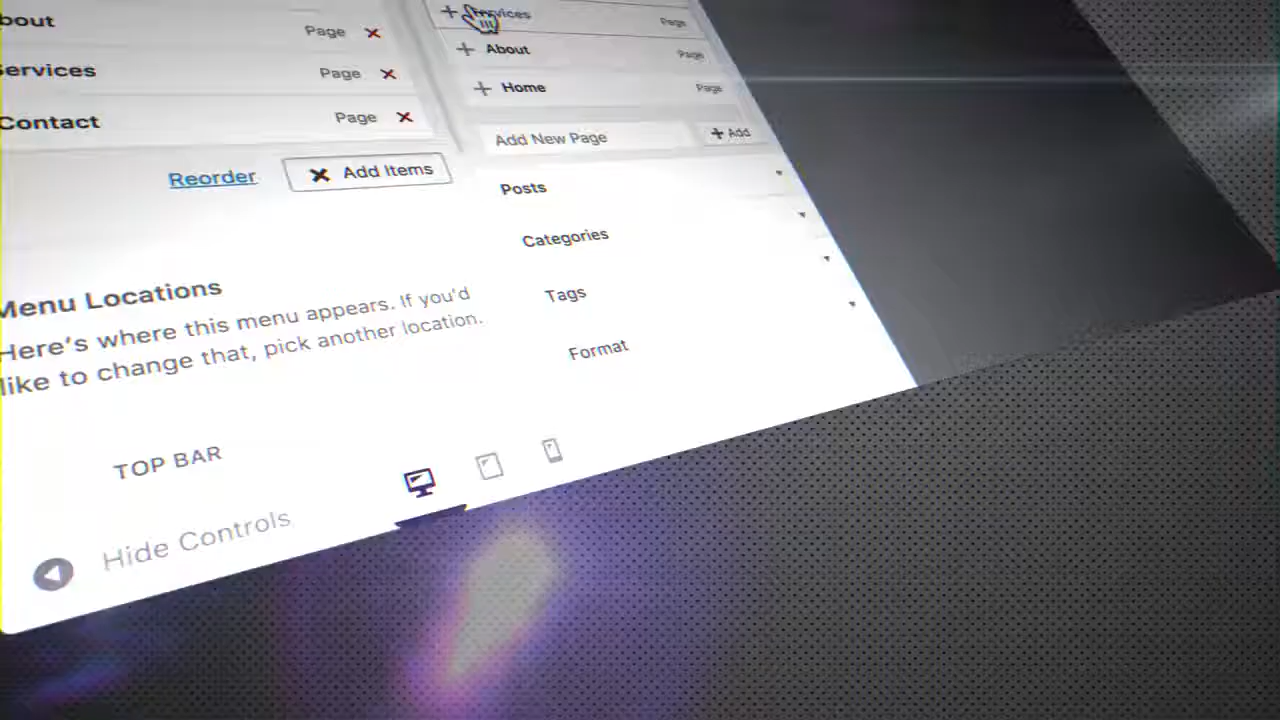 bout
Page
ervices
Page
Contact
Page
Reorder
Add Items
Menu Locations
Here's where this menu appears. If you'd
like to change that, pick another location.
TOP BAR
Hide Controls
Services
Page
About
Page
Home
Page
Add New Page
+ Add
Posts
Categories
Tags
Format